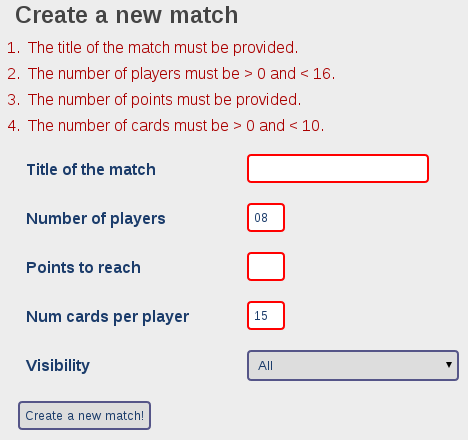 Create a new match
1. The title of the match must be provided.
2. The number of players must be > 0 and < 16.
3. The number of points must be provided.
4. The number of cards must be > 0 and < 10.
Title of the match
Number of players 08
Points to reach
Num cards per player 15
Visibility All
Create a new match!